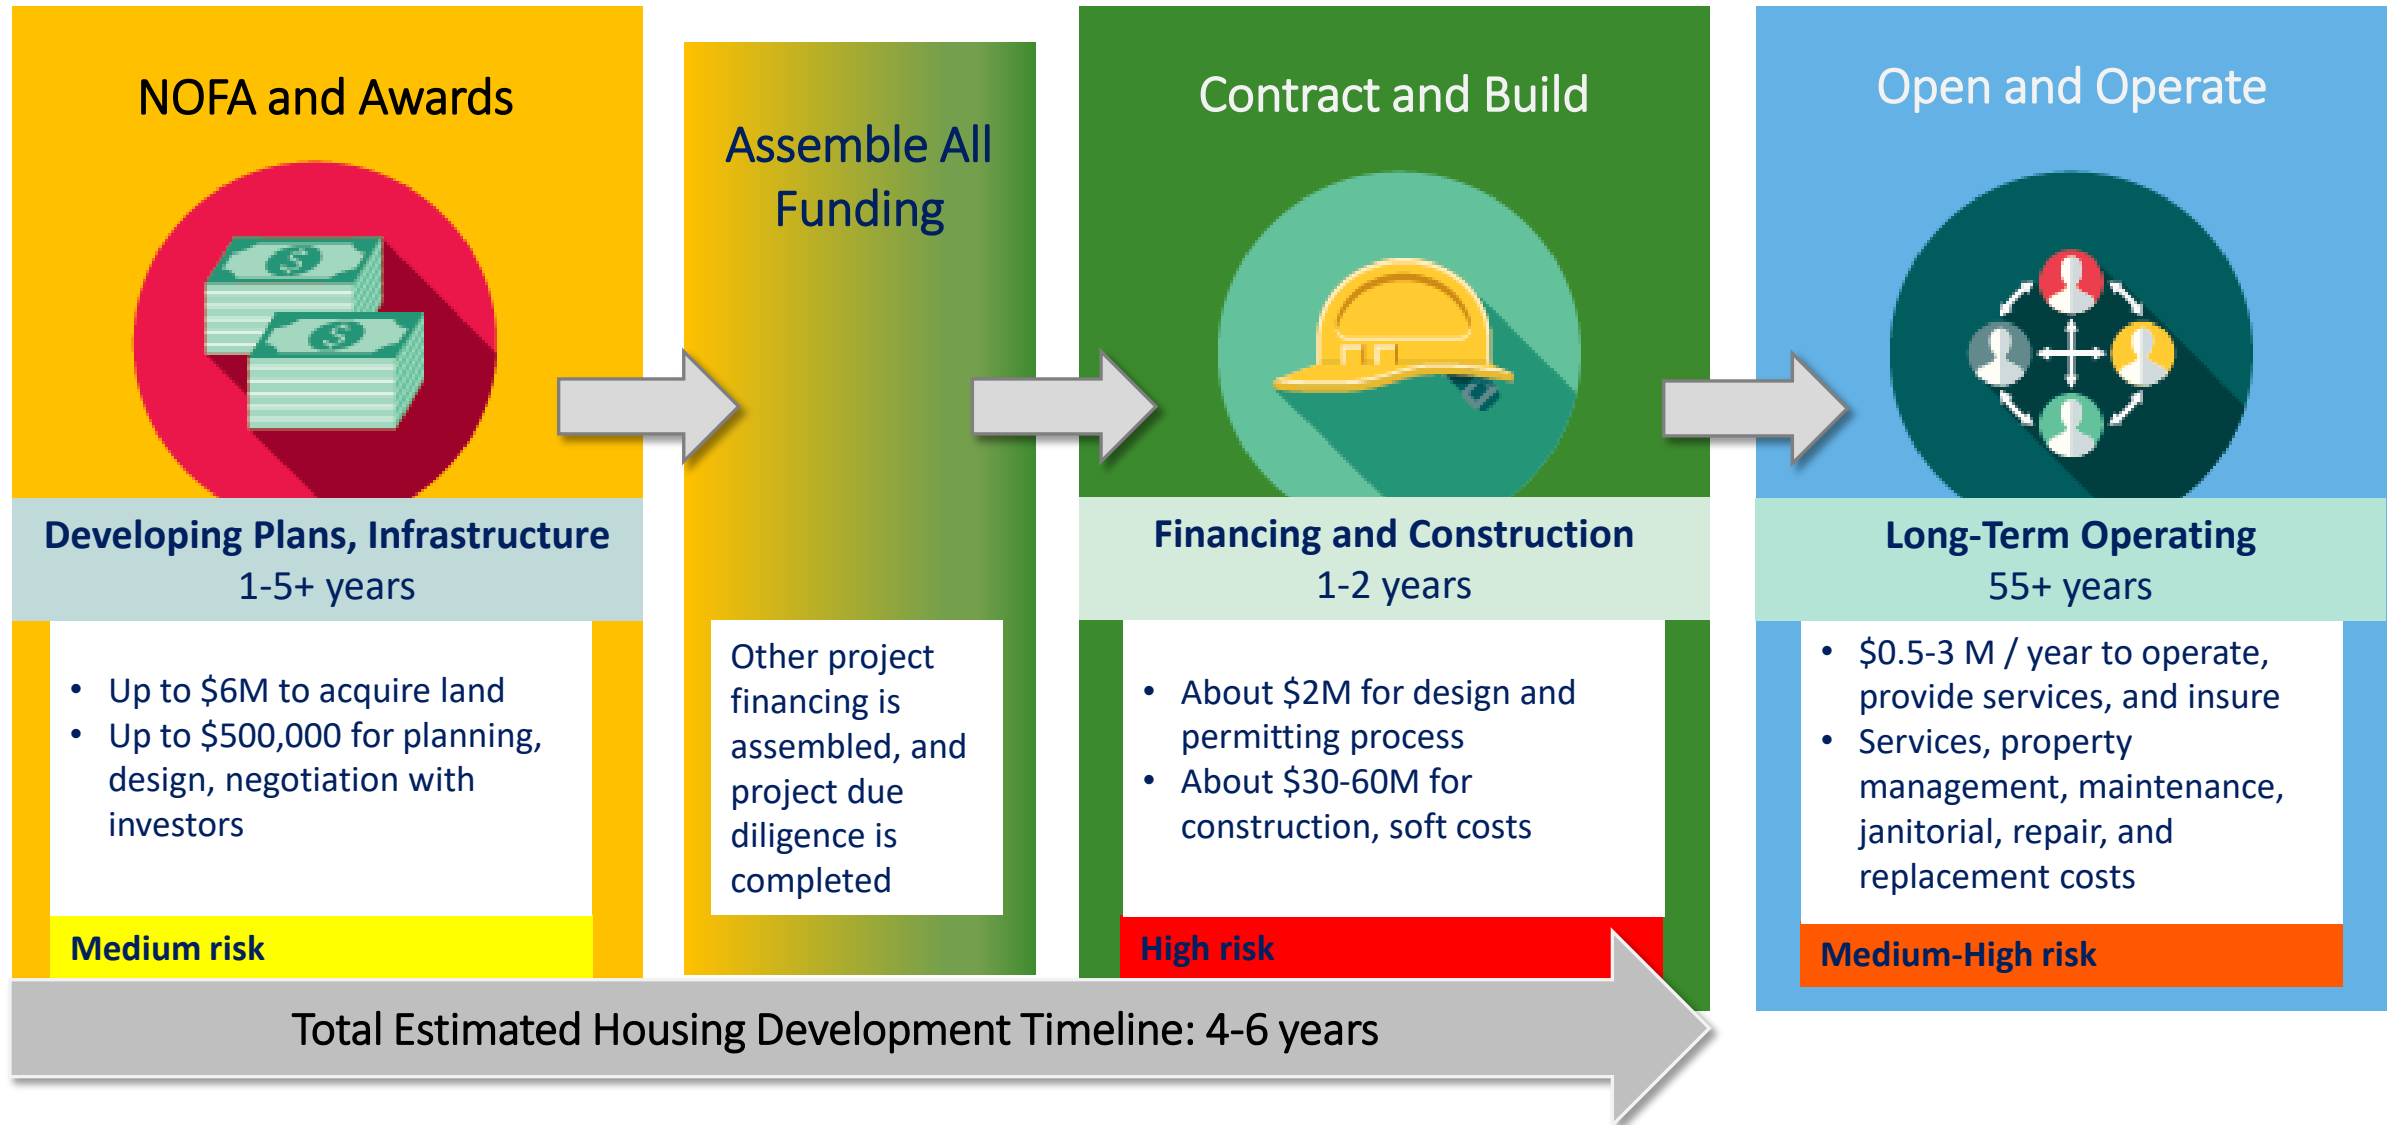 NOFA and Awards
Developing Plans, Infrastructure
1-5+ years
• Up to $6M to acquire land
• Up to $500,000 for planning,
design, negotiation with
investors
Medium risk
Assemble All
Funding
Other project
financing is
assembled, and
project due
diligence is
completed
Contract and Build
Financing and Construction
1-2 years
• About $2M for design and
permitting process
• About $30-60M for
construction, soft costs
High risk
Open and Operate
Long-Term Operating
55+ years
• $0.5-3 M / year to operate,
provide services, and insure
• Services, property
management, maintenance,
janitorial, repair, and
replacement costs
Medium-High risk
Total Estimated Housing Development Timeline: 4-6 years